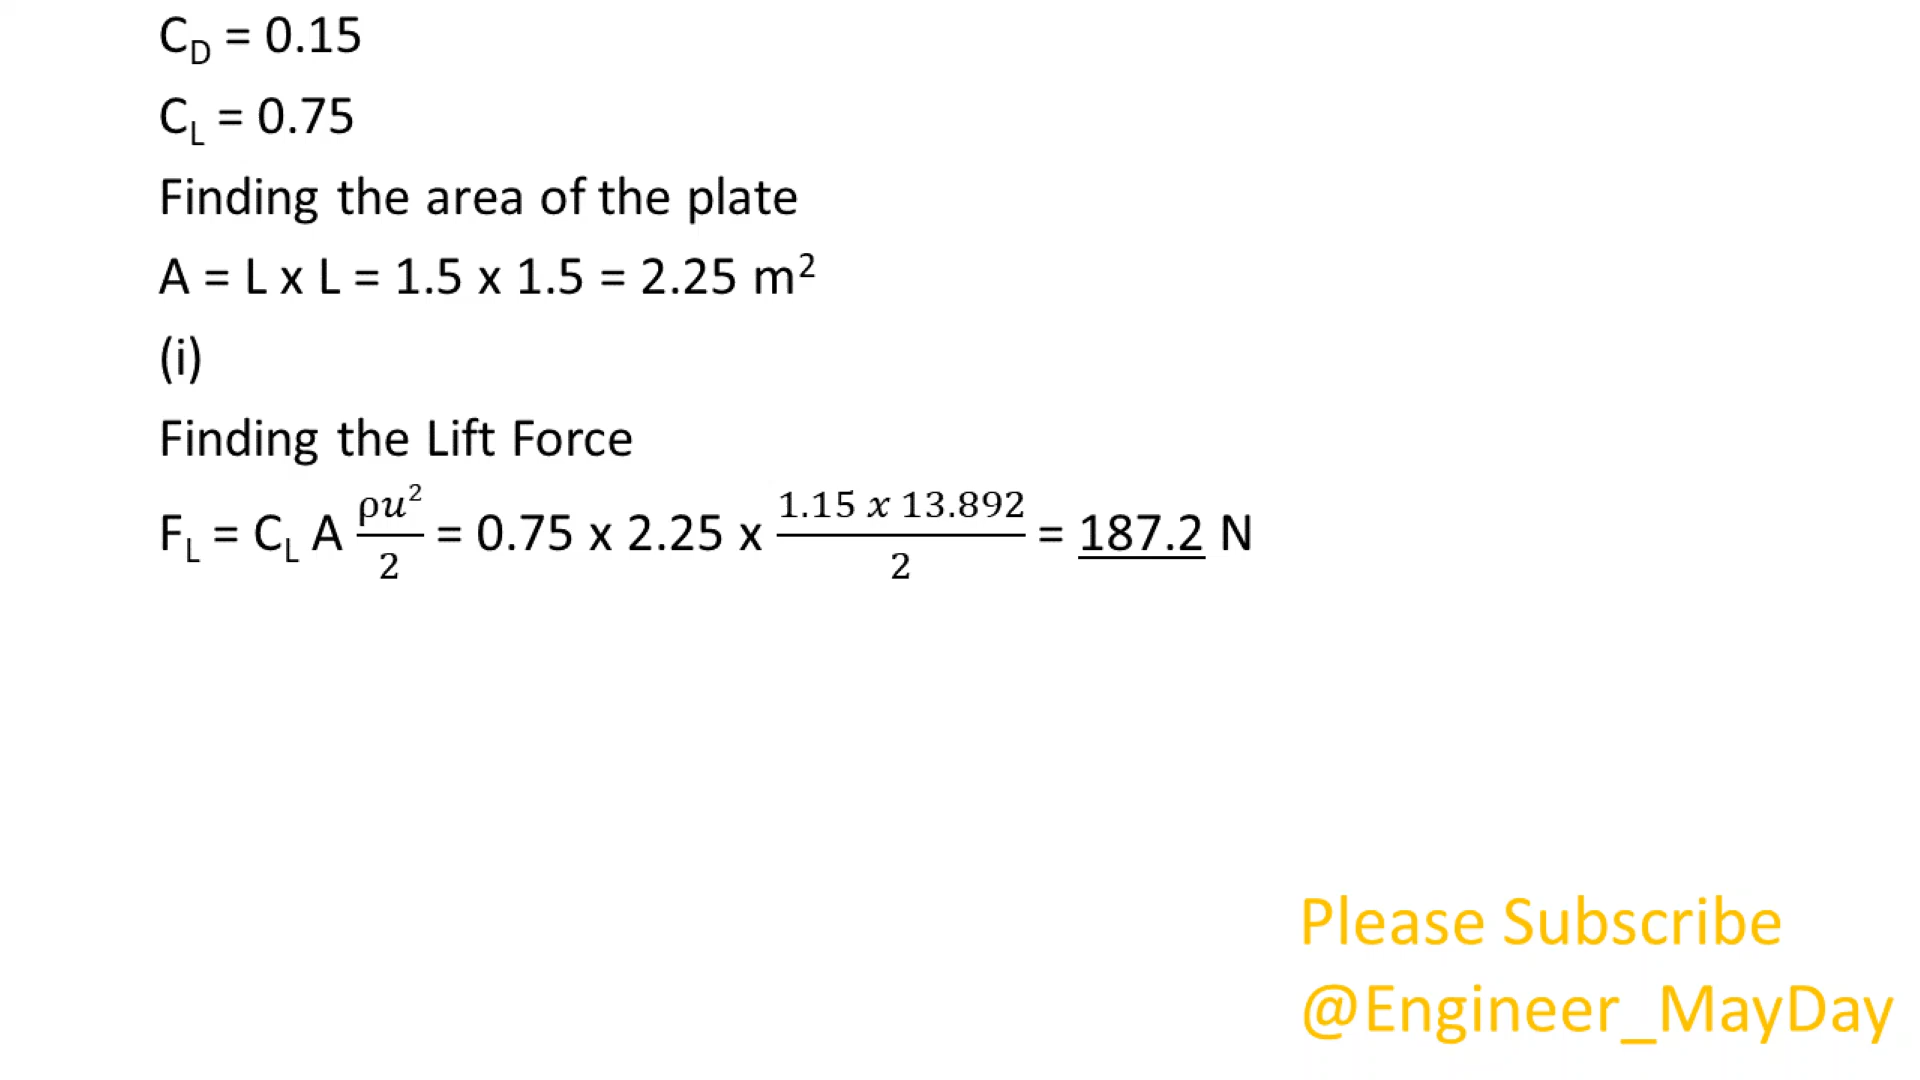 C_D = 0.15
C_L = 0.75
Finding the area of the plate
A = L x L = 1.5 x 1.5 = 2.25 m²
(i)
Finding the Lift Force
F_L = C_L A ρu²/2 = 0.75 x 2.25 x 1.15 x 13.892/2 = 187.2 N
Please Subscribe
@Engineer_MayDay